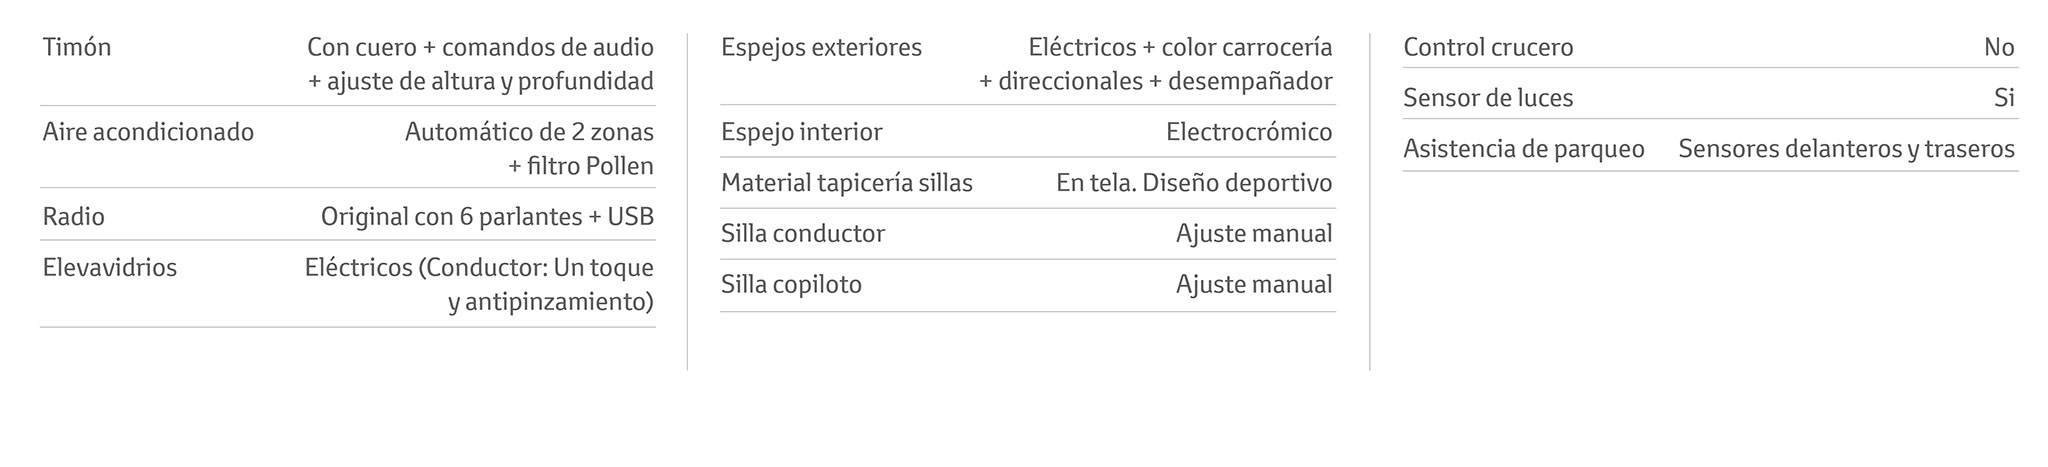 Timón Con cuero + comandos de audio
+ ajuste de altura y profundidad
Aire acondicionado Automático de 2 zonas
+ filtro Pollen
Radio Original con 6 parlantes + USB
Elevavidrios Eléctricos (Conductor: Un toque
y antipinzamiento)
Espejos exteriores Eléctricos + color carrocería
+ direccionales + desempañador
Espejo interior Electrocrómico
Material tapicería sillas En tela. Diseño deportivo
Silla conductor Ajuste manual
Silla copiloto Ajuste manual
Control crucero No
Sensor de luces Si
Asistencia de parqueo Sensores delanteros y traseros